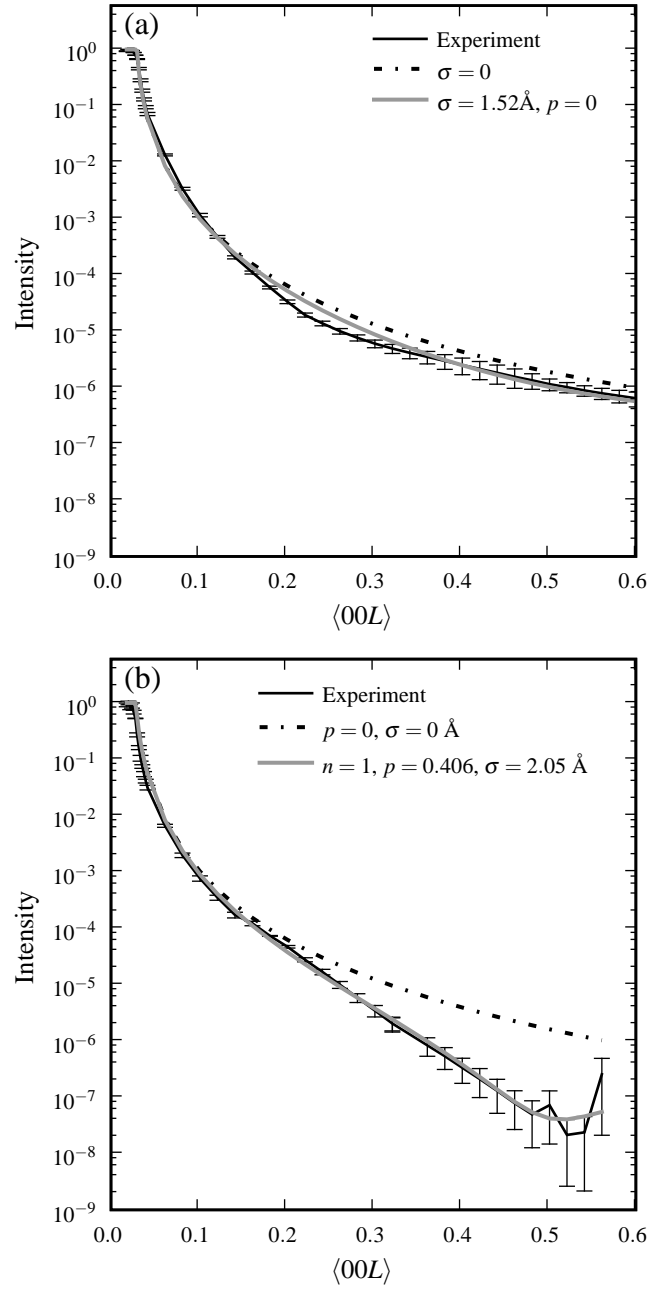 (a)
Experiment
σ = 0
σ = 1.52Å, p = 0
10⁰
10⁻¹
10⁻²
10⁻³
10⁻⁴
10⁻⁵
10⁻⁶
10⁻⁷
10⁻⁸
10⁻⁹
Intensity
0.0 0.1 0.2 0.3 0.4 0.5 0.6
⟨00L⟩
(b)
Experiment
p = 0, σ = 0 Å
n = 1, p = 0.406, σ = 2.05 Å
10⁰
10⁻¹
10⁻²
10⁻³
10⁻⁴
10⁻⁵
10⁻⁶
10⁻⁷
10⁻⁸
10⁻⁹
Intensity
0.0 0.1 0.2 0.3 0.4 0.5 0.6
⟨00L⟩